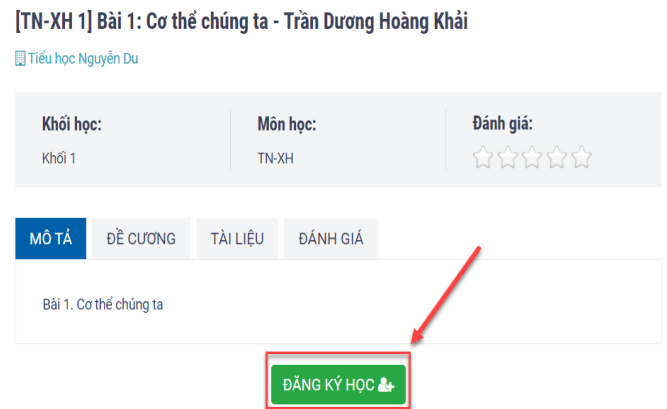 [TN-XH 1] Bài 1: Cơ thể chúng ta - Trần Dương Hoàng Khải
Tiểu học Nguyễn Du
Khối học: Môn học: Đánh giá:
Khối 1 TN-XH
MÔ TẢ ĐỀ CƯƠNG TÀI LIỆU ĐÁNH GIÁ
Bài 1. Cơ thể chúng ta
ĐĂNG KÝ HỌC